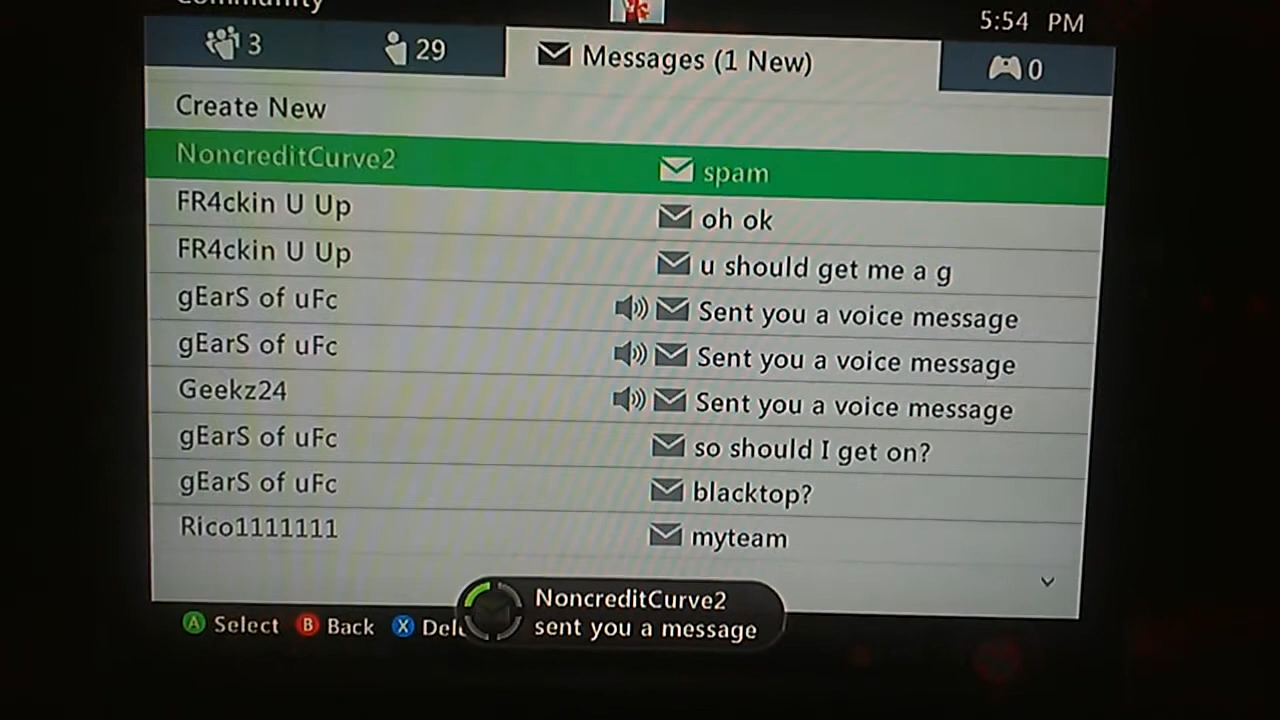 Community
5:54 PM
3
29
Messages (1 New)
0
Create New
NoncreditCurve2 spam
FR4ckin U Up oh ok
FR4ckin U Up u should get me a g
gEarS of uFc Sent you a voice message
gEarS of uFc Sent you a voice message
Geekz24 Sent you a voice message
gEarS of uFc so should I get on?
gEarS of uFc blacktop?
Rico1111111 myteam
A Select B Back X Del
NoncreditCurve2
sent you a message